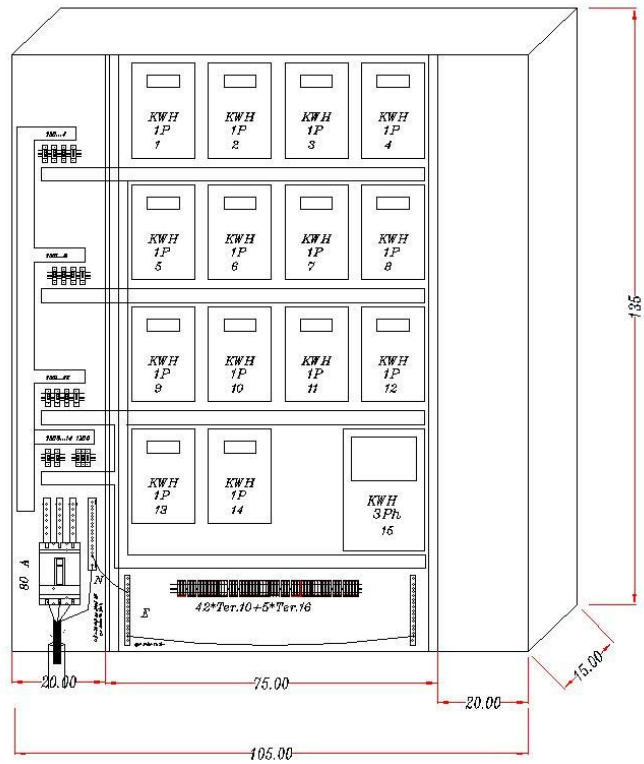 KWH
1P
1
KWH
1P
2
KWH
1P
3
KWH
1P
4
KWH
1P
5
KWH
1P
6
KWH
1P
7
KWH
1P
8
KWH
1P
9
KWH
1P
10
KWH
1P
11
KWH
1P
12
KWH
1P
13
KWH
1P
14
KWH
3Ph
15
135
80 A
N
E
42*Ter.10+5*Ter.16
20.00
75.00
20.00
15.00
105.00